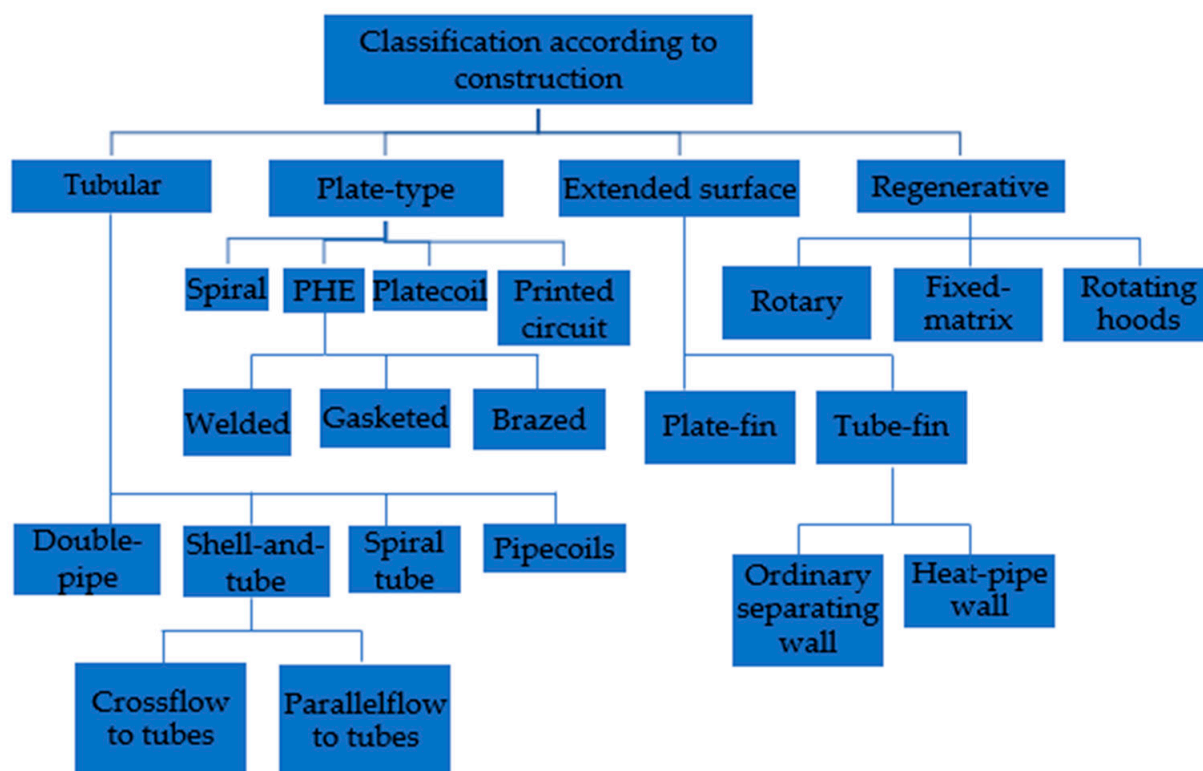 Classification according to
construction
Tubular
Plate-type
Extended surface
Regenerative
Spiral
PHE
Platecoil
Printed
circuit
Rotary
Fixed-
matrix
Rotating
hoods
Welded
Gasketed
Brazed
Plate-fin
Tube-fin
Double-
pipe
Shell-and-
tube
Spiral
tube
Pipecoils
Ordinary
separating
wall
Heat-pipe
wall
Crossflow
to tubes
Parallelflow
to tubes